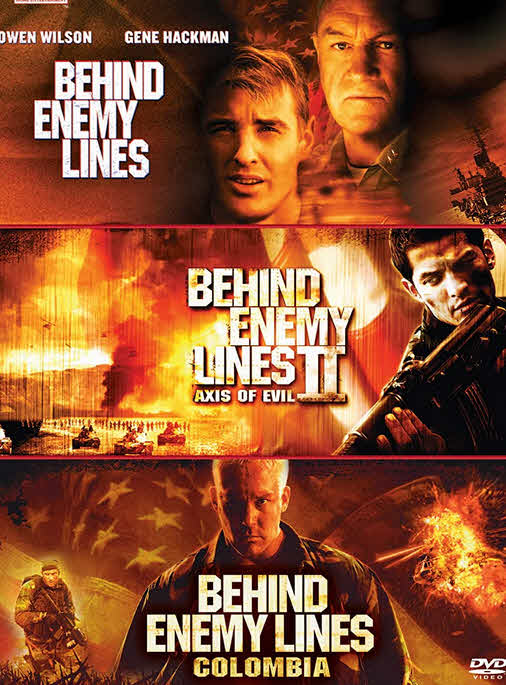 OWEN WILSON GENE HACKMAN
BEHIND
ENEMY
LINES
BEHIND
ENEMY
LINES II
AXIS OF EVIL
BEHIND
ENEMY LINES
COLOMBIA
DVD
VIDEO